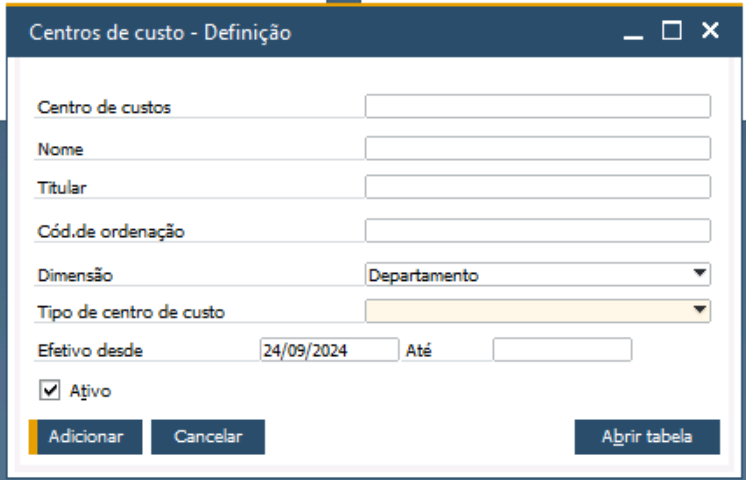 Centros de custo - Definição
Centro de custos
Nome
Titular
Cód.de ordenação
Dimensão Departamento
Tipo de centro de custo
Efetivo desde 24/09/2024 Até
Ativo
Adicionar Cancelar Abrir tabela